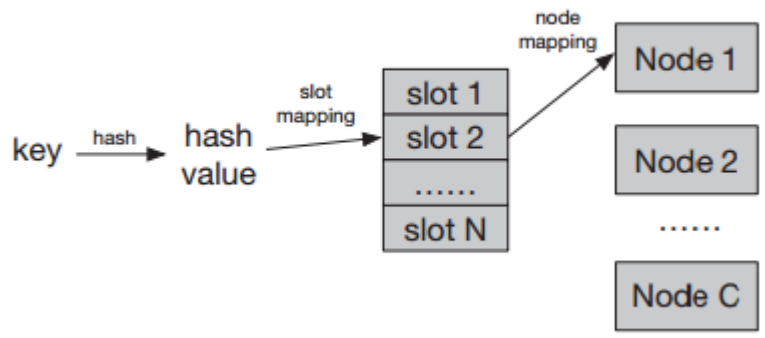 key
hash
hash
value
slot
mapping
slot 1
slot 2
......
slot N
node
mapping
Node 1
Node 2
......
Node C